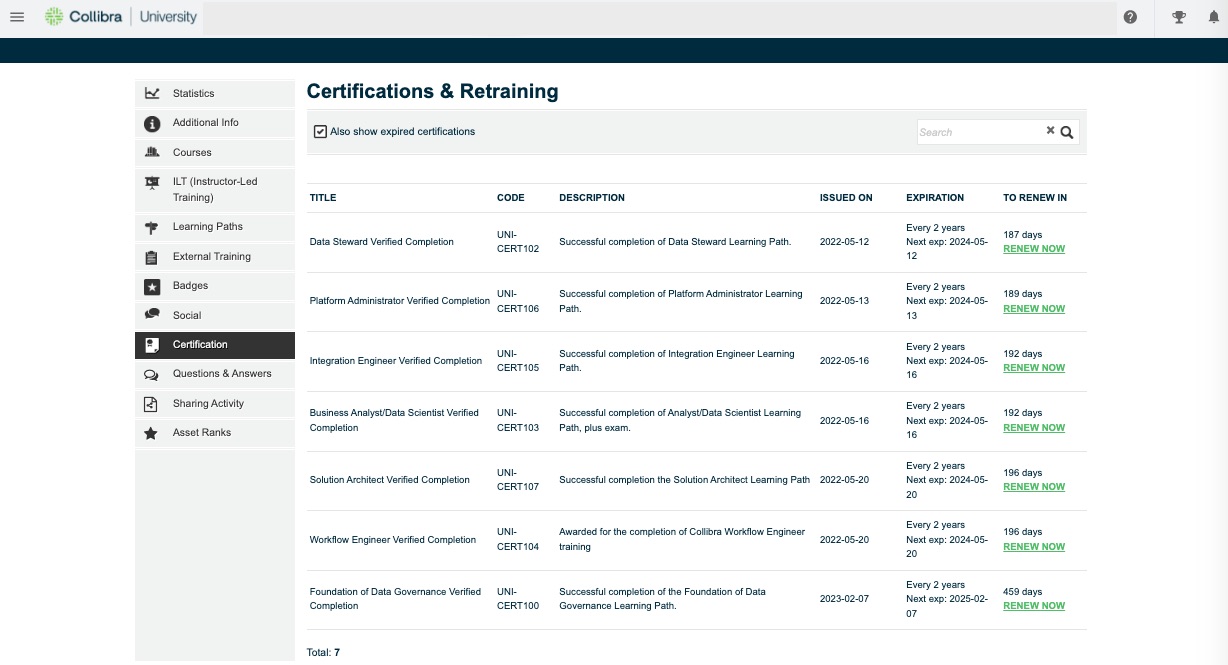 Collibra University
Statistics
Additional Info
Courses
ILT (Instructor-Led
Training)
Learning Paths
External Training
Badges
Social
Certification
Questions & Answers
Sharing Activity
Asset Ranks
Certifications & Retraining
Also show expired certifications
Search
TITLE CODE DESCRIPTION ISSUED ON EXPIRATION TO RENEW IN
Data Steward Verified Completion
UNI-
CERT102
Successful completion of Data Steward Learning Path.
2022-05-12
Every 2 years
Next exp: 2024-05-
12
187 days
RENEW NOW
Platform Administrator Verified Completion
UNI-
CERT106
Successful completion of Platform Administrator Learning
Path.
2022-05-13
Every 2 years
Next exp: 2024-05-
13
189 days
RENEW NOW
Integration Engineer Verified Completion
UNI-
CERT105
Successful completion of Integration Engineer Learning
Path.
2022-05-16
Every 2 years
Next exp: 2024-05-
16
192 days
RENEW NOW
Business Analyst/Data Scientist Verified
Completion
UNI-
CERT103
Successful completion of Analyst/Data Scientist Learning
Path, plus exam.
2022-05-16
Every 2 years
Next exp: 2024-05-
16
192 days
RENEW NOW
Solution Architect Verified Completion
UNI-
CERT107
Successful completion the Solution Architect Learning Path
2022-05-20
Every 2 years
Next exp: 2024-05-
20
196 days
RENEW NOW
Workflow Engineer Verified Completion
UNI-
CERT104
Awarded for the completion of Collibra Workflow Engineer
training
2022-05-20
Every 2 years
Next exp: 2024-05-
20
196 days
RENEW NOW
Foundation of Data Governance Verified
Completion
UNI-
CERT100
Successful completion of the Foundation of Data
Governance Learning Path.
2023-02-07
Every 2 years
Next exp: 2025-02-
07
459 days
RENEW NOW
Total: 7